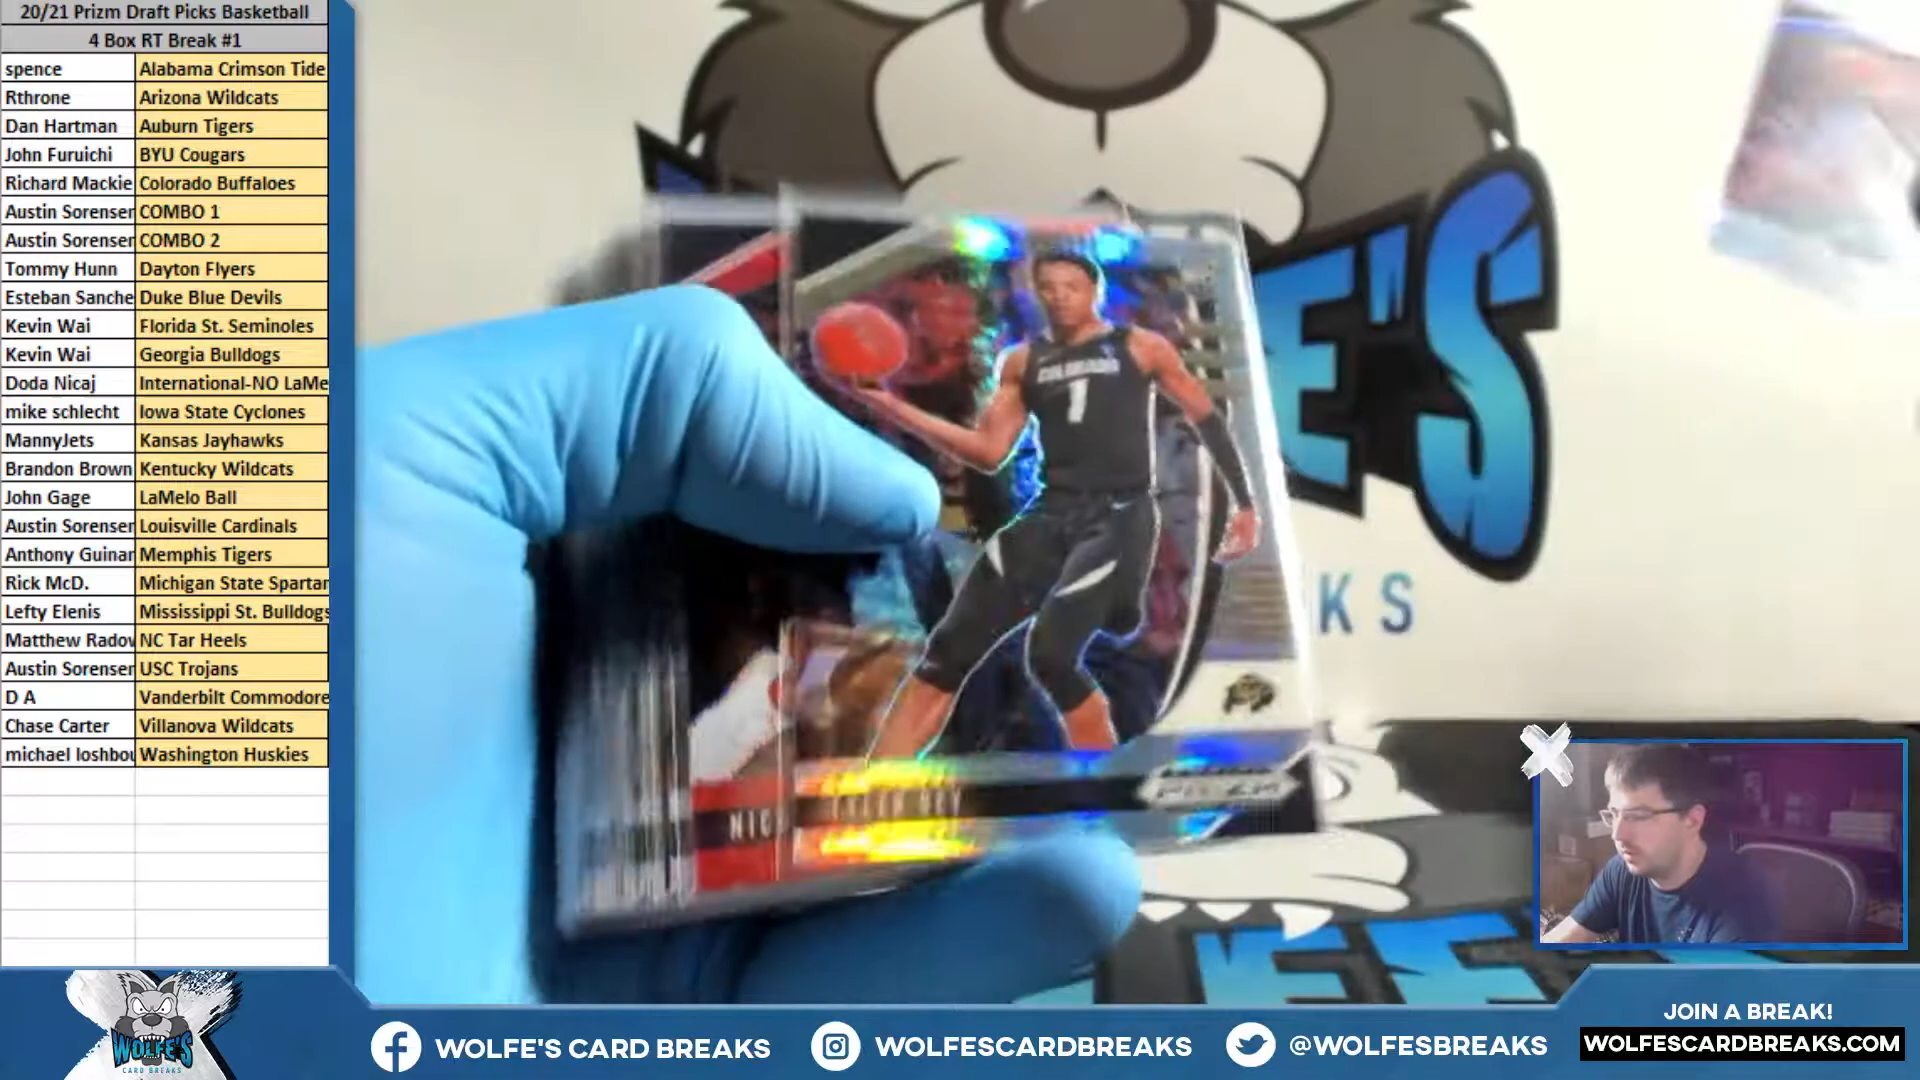 20/21 Prizm Draft Picks Basketball
4 Box RT Break #1
spence Alabama Crimson Tide
Rthrone Arizona Wildcats
Dan Hartman Auburn Tigers
John Furuichi BYU Cougars
Richard Mackie Colorado Buffaloes
Austin Sorensen COMBO 1
Austin Sorensen COMBO 2
Tommy Hunn Dayton Flyers
Esteban Sanche Duke Blue Devils
Kevin Wai Florida St. Seminoles
Kevin Wai Georgia Bulldogs
Doda Nicaj International-NO LaMe
mike schlecht Iowa State Cyclones
MannyJets Kansas Jayhawks
Brandon Brown Kentucky Wildcats
John Gage LaMelo Ball
Austin Sorensen Louisville Cardinals
Anthony Guinar Memphis Tigers
Rick McD. Michigan State Spartan
Lefty Elenis Mississippi St. Bulldogs
Matthew Radov NC Tar Heels
Austin Sorensen USC Trojans
D A Vanderbilt Commodore
Chase Carter Villanova Wildcats
michael loshbou Washington Huskies
E'S
KS
COLORADO
1
NIC
PRIZM
WOLFE'S
CARD BREAKS
WOLFE'S CARD BREAKS
WOLFESCARDBREAKS
@WOLFESBREAKS
JOIN A BREAK!
WOLFESCARDBREAKS.COM